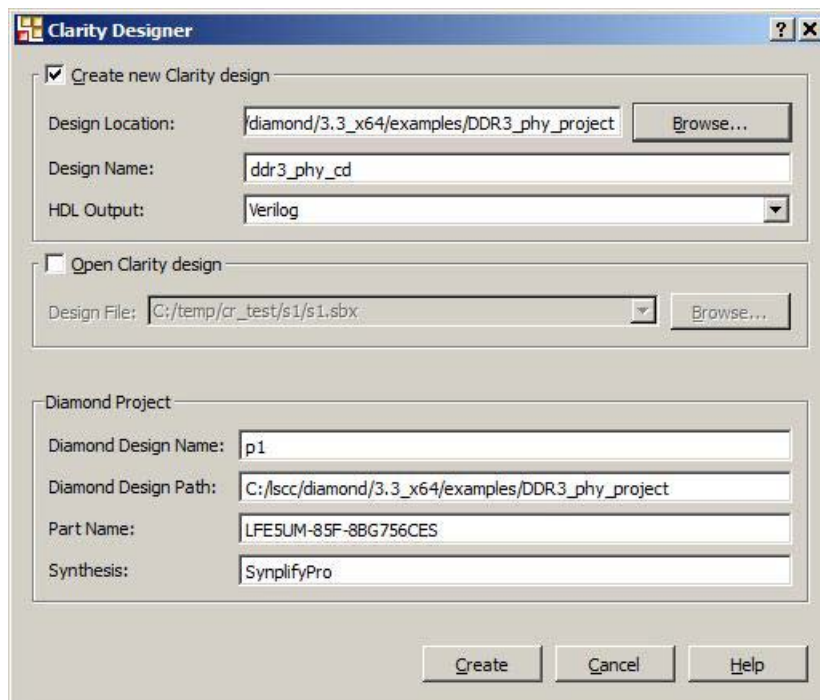 Clarity Designer
Create new Clarity design
Design Location: /diamond/3.3_x64/examples/DDR3_phy_project Browse...
Design Name: ddr3_phy_cd
HDL Output: Verilog
Open Clarity design
Design File: C:/temp/cr_test/s1/s1.sbx Browse...
Diamond Project
Diamond Design Name: p1
Diamond Design Path: C:/lscc/diamond/3.3_x64/examples/DDR3_phy_project
Part Name: LFE5UM-85F-8BG756CES
Synthesis: SynplifyPro
Create Cancel Help